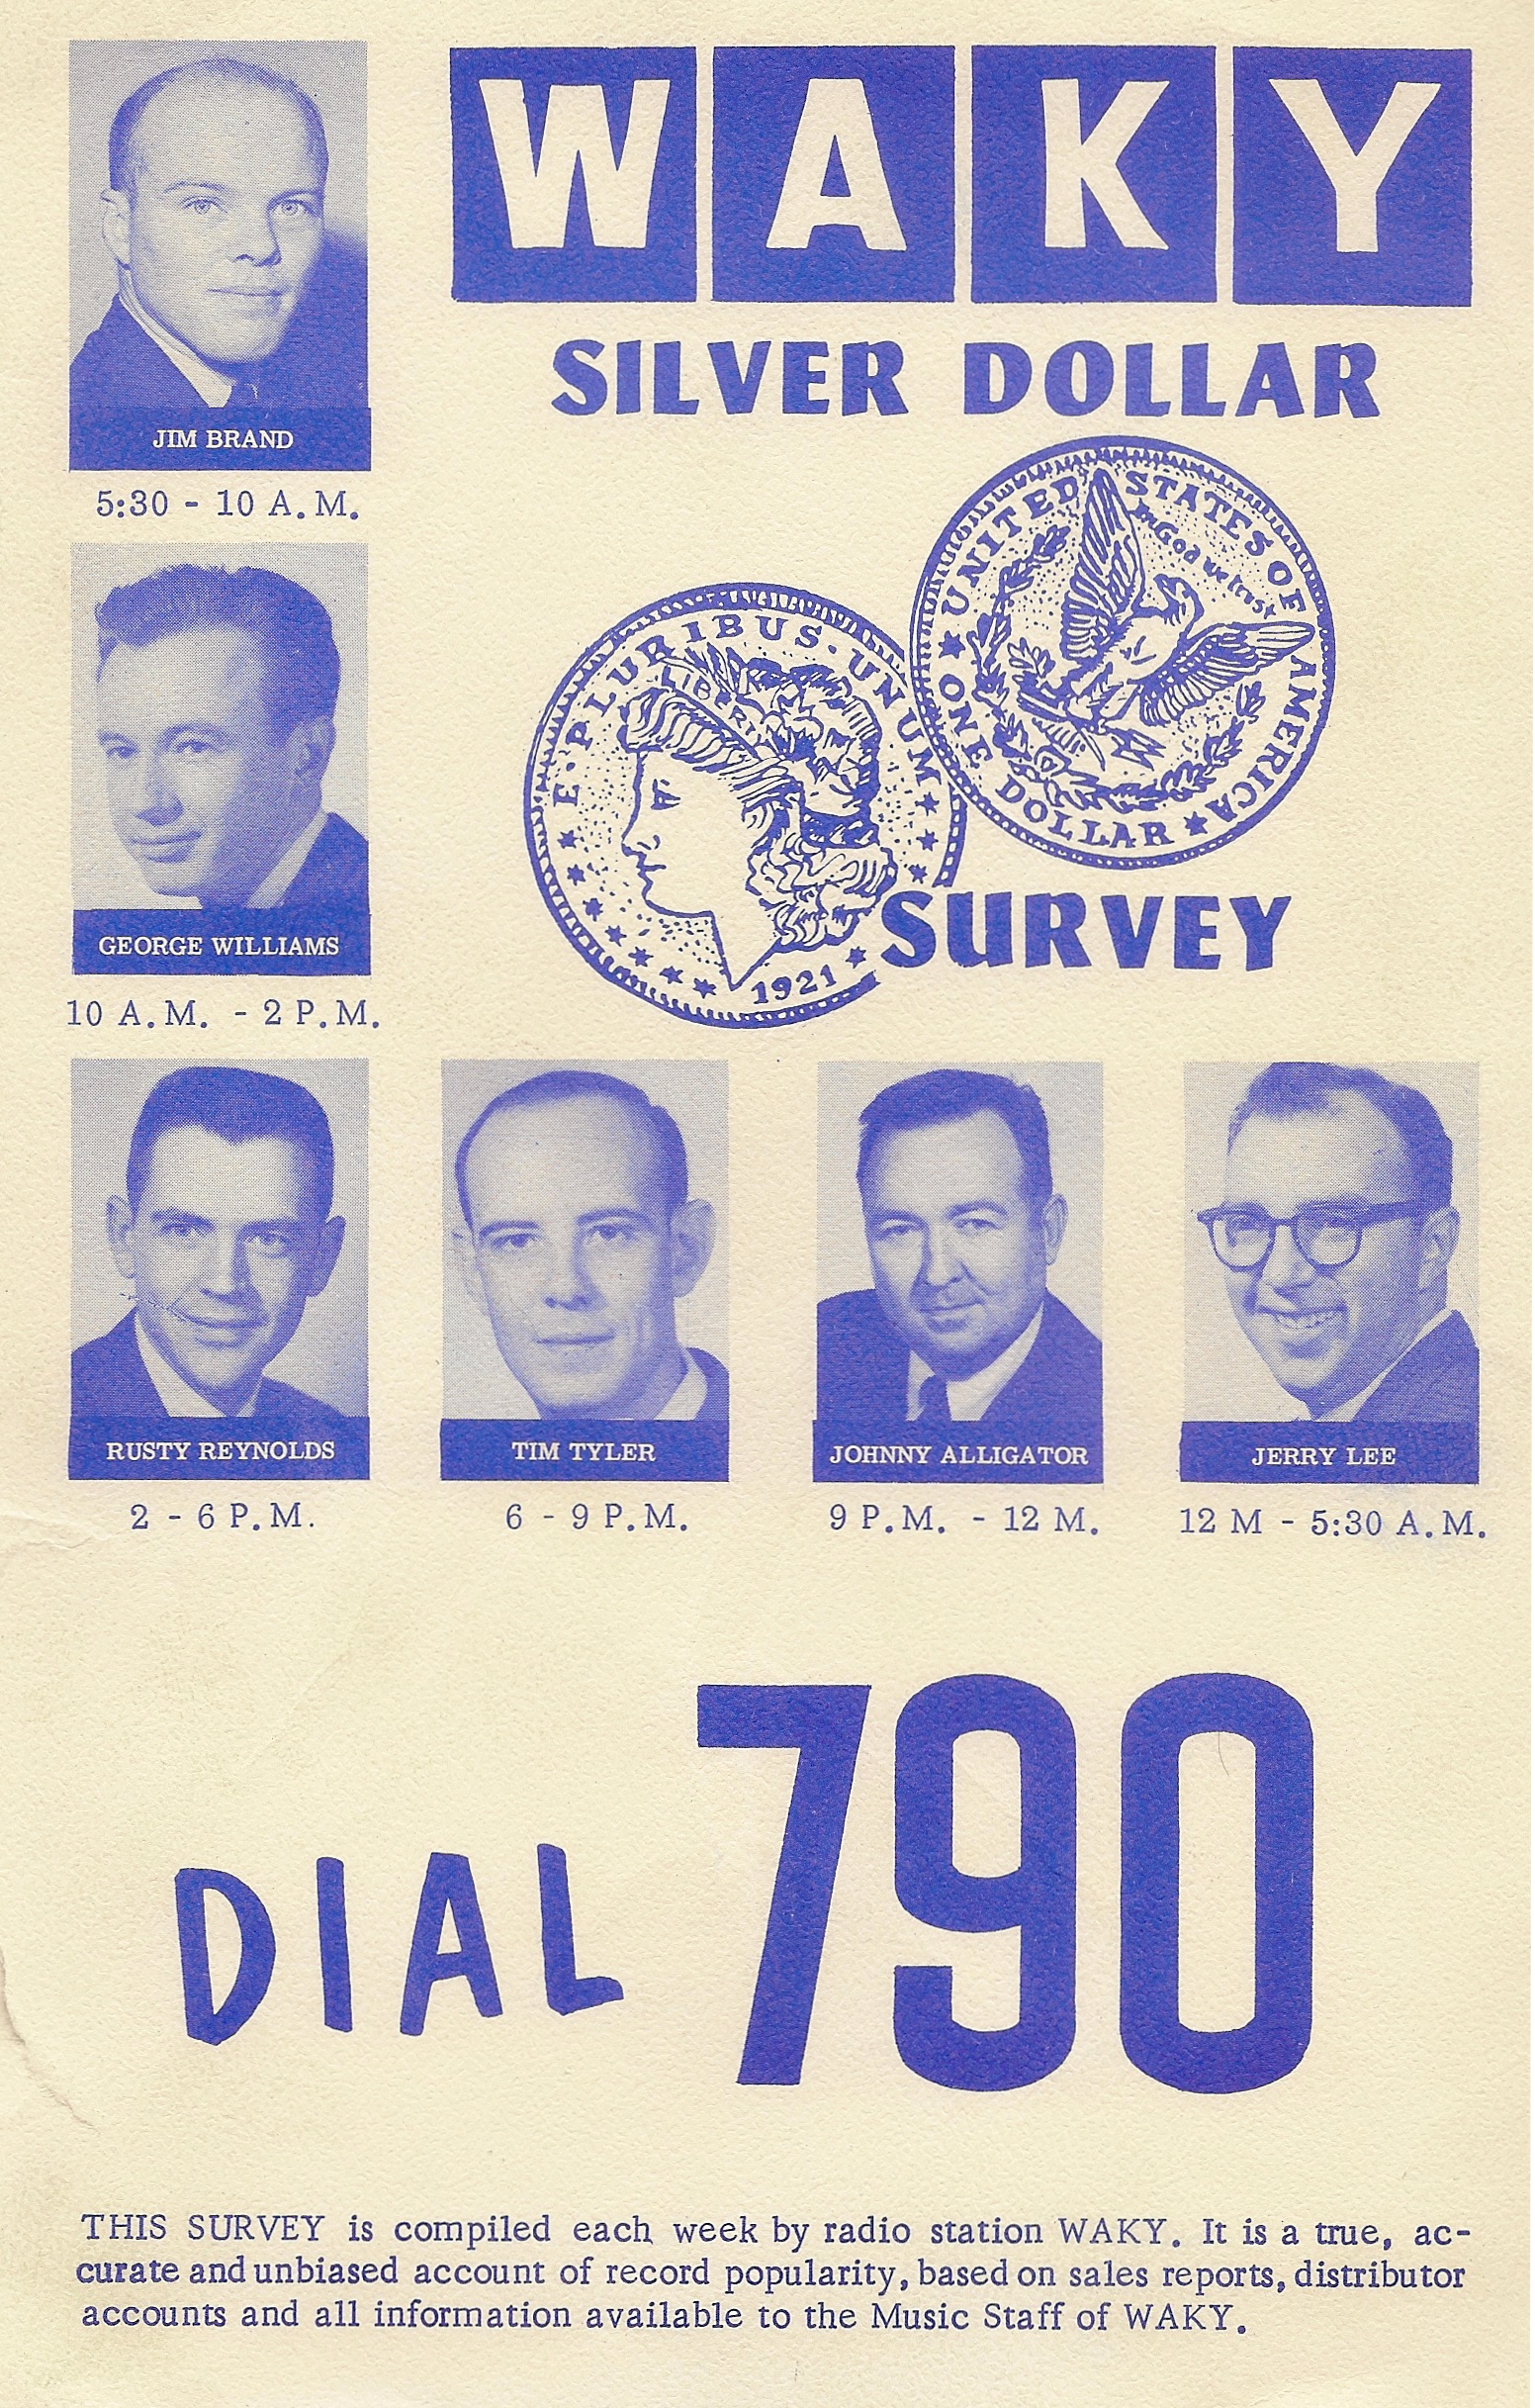 WAKY
SILVER DOLLAR
UNITED STATES OF AMERICA
In God we trust
ONE DOLLAR
E·PLURIBUS·UNUM
LIBERTY
1921
SURVEY
JIM BRAND
5:30 - 10 A.M.
GEORGE WILLIAMS
10 A.M. - 2 P.M.
RUSTY REYNOLDS
2 - 6 P.M.
TIM TYLER
6 - 9 P.M.
JOHNNY ALLIGATOR
9 P.M. - 12 M.
JERRY LEE
12 M - 5:30 A.M.
DIAL 790
THIS SURVEY is compiled each week by radio station WAKY. It is a true, ac-
curate and unbiased account of record popularity, based on sales reports, distributor
accounts and all information available to the Music Staff of WAKY.